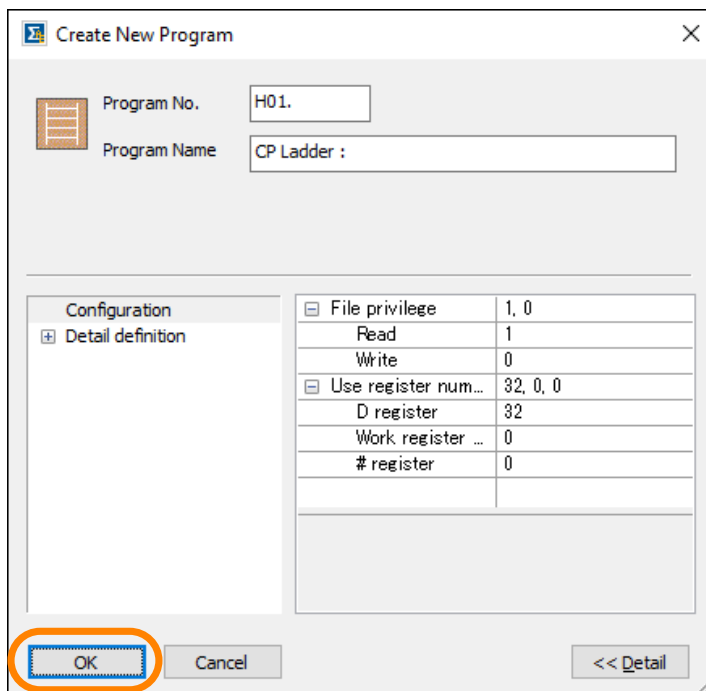 Create New Program
Program No. H01.
Program Name CP Ladder :
Configuration
Detail definition
File privilege 1, 0
Read 1
Write 0
Use register num... 32, 0, 0
D register 32
Work register ... 0
# register 0
OK Cancel << Detail